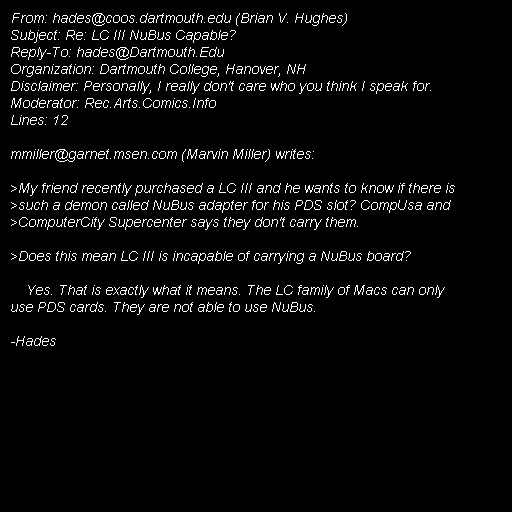 From: hades@coos.dartmouth.edu (Brian V. Hughes)
Subject: Re: LC III NuBus Capable?
Reply-To: hades@Dartmouth.Edu
Organization: Dartmouth College, Hanover, NH
Disclaimer: Personally, I really don't care who you think I speak for.
Moderator: Rec.Arts.Comics.Info
Lines: 12

mmiller@garnet.msen.com (Marvin Miller) writes:

>My friend recently purchased a LC III and he wants to know if there is
>such a demon called NuBus adapter for his PDS slot? CompUsa and
>ComputerCity Supercenter says they don't carry them.

>Does this mean LC III is incapable of carrying a NuBus board?

    Yes. That is exactly what it means. The LC family of Macs can only
use PDS cards. They are not able to use NuBus.

-Hades